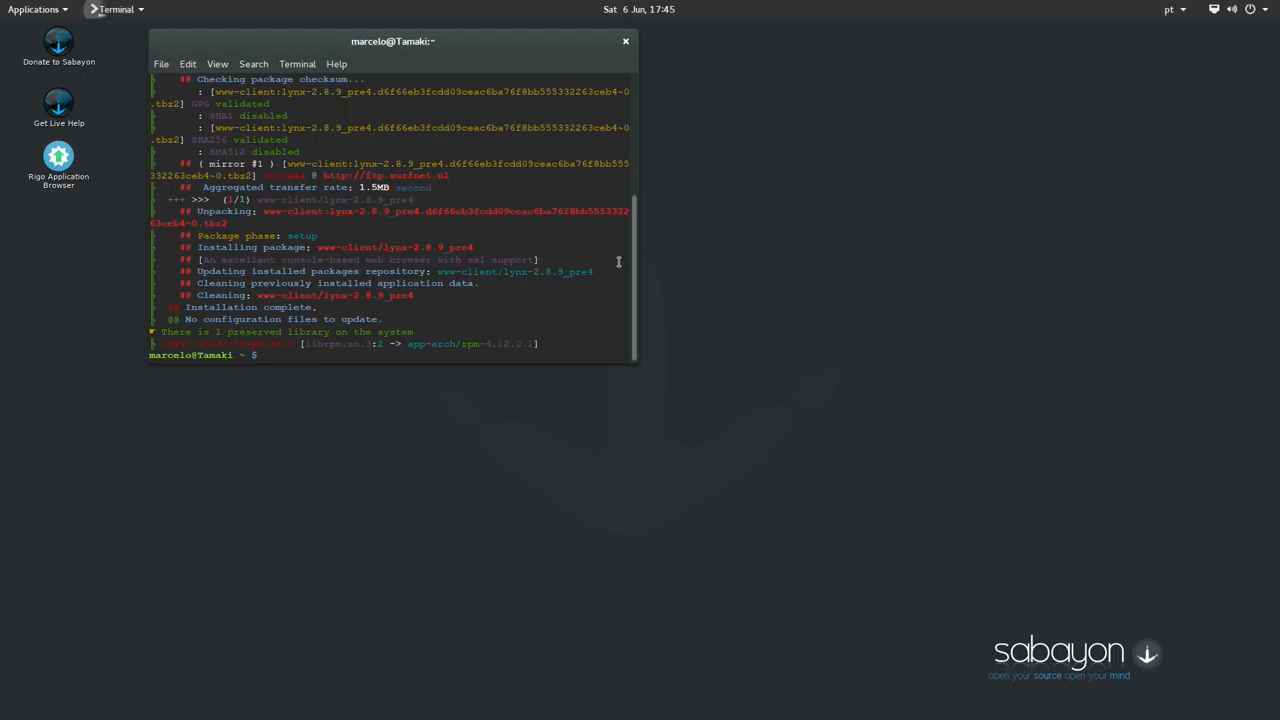 Applications
Terminal
Sat 6 Jun, 17:45
pt
Donate to Sabayon
Get Live Help
Rigo Application
Browser
marcelo@Tamaki:~
File Edit View Search Terminal Help
## Checking package checksum...
: [www-client:lynx-2.8.9_pre4.d6f66eb3fcdd09ceac6ba76f8bb555332263ceb4~0
.tbz2] GPG validated
: SHA1 disabled
: [www-client:lynx-2.8.9_pre4.d6f66eb3fcdd09ceac6ba76f8bb555332263ceb4~0
.tbz2] SHA256 validated
: SHA512 disabled
## ( mirror #1 ) [www-client:lynx-2.8.9_pre4.d6f66eb3fcdd09ceac6ba76f8bb555
332263ceb4~0.tbz2] success @ http://ftp.surfnet.nl
## Aggregated transfer rate: 1.5MB second
+++ >>> (1/1) www-client/lynx-2.8.9_pre4
## Unpacking: www-client:lynx-2.8.9_pre4.d6f66eb3fcdd09ceac6ba76f8bb5553322
63ceb4~0.tbz2
## Package phase: setup
## Installing package: www-client/lynx-2.8.9_pre4
## [An excellent console-based web browser with ssl support]
## Updating installed packages repository: www-client/lynx-2.8.9_pre4
## Cleaning previously installed application data.
## Cleaning: www-client/lynx-2.8.9_pre4
@@ Installation complete.
@@ No configuration files to update.
There is 1 preserved library on the system
[librpm.so.3:2 -> app-arch/rpm-4.12.0.1]
marcelo@Tamaki ~ $
sabayon
open your source open your mind